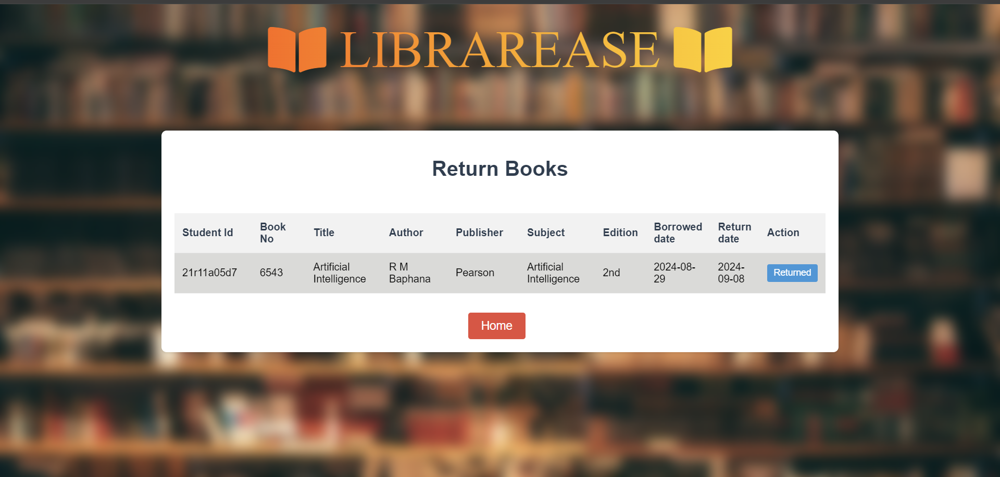 LIBRAREASE
Return Books
Student Id Book No Title Author Publisher Subject Edition Borrowed date Return date Action
21r11a05d7 6543 Artificial Intelligence R M Baphana Pearson Artificial Intelligence 2nd 2024-08-29 2024-09-08 Returned
Home